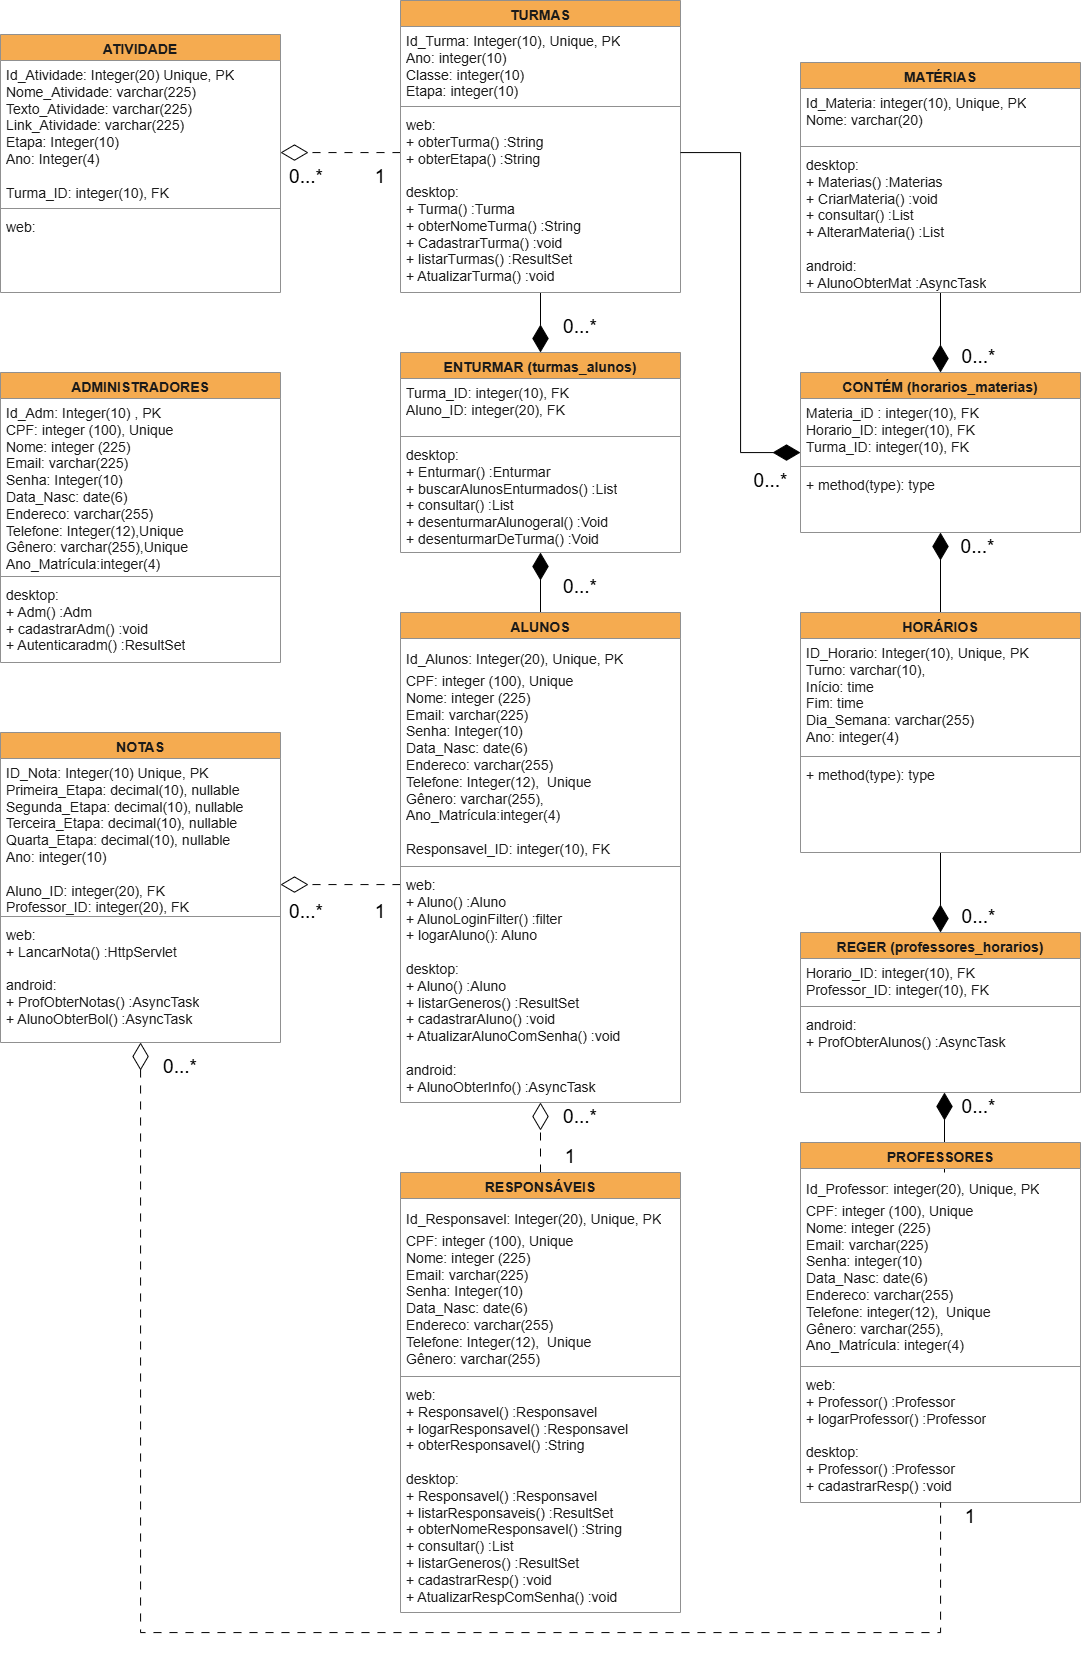 TURMAS
Id_Turma: Integer(10), Unique, PK
Ano: integer(10)
Classe: integer(10)
Etapa: integer(10)
web:
+ obterTurma() :String
+ obterEtapa() :String
desktop:
+ Turma() :Turma
+ obterNomeTurma() :String
+ CadastrarTurma() :void
+ listarTurmas() :ResultSet
+ AtualizarTurma() :void
ATIVIDADE
Id_Atividade: Integer(20) Unique, PK
Nome_Atividade: varchar(225)
Texto_Atividade: varchar(225)
Link_Atividade: varchar(225)
Etapa: Integer(10)
Ano: Integer(4)
Turma_ID: integer(10), FK
web:
0...*
1
MATÉRIAS
Id_Materia: integer(10), Unique, PK
Nome: varchar(20)
desktop:
+ Materias() :Materias
+ CriarMateria() :void
+ consultar() :List
+ AlterarMateria() :List
android:
+ AlunoObterMat :AsyncTask
0...*
0...*
ENTURMAR (turmas_alunos)
Turma_ID: integer(10), FK
Aluno_ID: integer(20), FK
desktop:
+ Enturmar() :Enturmar
+ buscarAlunosEnturmados() :List
+ consultar() :List
+ desenturmarAlunogeral() :Void
+ desenturmarDeTurma() :Void
0...*
CONTÉM (horarios_materias)
Materia_iD : integer(10), FK
Horario_ID: integer(10), FK
Turma_ID: integer(10), FK
+ method(type): type
0...*
0...*
ADMINISTRADORES
Id_Adm: Integer(10) , PK
CPF: integer (100), Unique
Nome: integer (225)
Email: varchar(225)
Senha: Integer(10)
Data_Nasc: date(6)
Endereco: varchar(255)
Telefone: Integer(12),Unique
Gênero: varchar(255),Unique
Ano_Matrícula:integer(4)
desktop:
+ Adm() :Adm
+ cadastrarAdm() :void
+ Autenticaradm() :ResultSet
ALUNOS
Id_Alunos: Integer(20), Unique, PK
CPF: integer (100), Unique
Nome: integer (225)
Email: varchar(225)
Senha: Integer(10)
Data_Nasc: date(6)
Endereco: varchar(255)
Telefone: Integer(12),  Unique
Gênero: varchar(255),
Ano_Matrícula:integer(4)
Responsavel_ID: integer(10), FK
web:
+ Aluno() :Aluno
+ AlunoLoginFilter() :filter
+ logarAluno(): Aluno
desktop:
+ Aluno() :Aluno
+ listarGeneros() :ResultSet
+ cadastrarAluno() :void
+ AtualizarAlunoComSenha() :void
android:
+ AlunoObterInfo() :AsyncTask
0...*
1
HORÁRIOS
ID_Horario: Integer(10), Unique, PK
Turno: varchar(10),
Início: time
Fim: time
Dia_Semana: varchar(255)
Ano: integer(4)
+ method(type): type
0...*
NOTAS
ID_Nota: Integer(10) Unique, PK
Primeira_Etapa: decimal(10), nullable
Segunda_Etapa: decimal(10), nullable
Terceira_Etapa: decimal(10), nullable
Quarta_Etapa: decimal(10), nullable
Ano: integer(10)
Aluno_ID: integer(20), FK
Professor_ID: integer(20), FK
web:
+ LancarNota() :HttpServlet
android:
+ ProfObterNotas() :AsyncTask
+ AlunoObterBol() :AsyncTask
0...*
1
0...*
REGER (professores_horarios)
Horario_ID: integer(10), FK
Professor_ID: integer(10), FK
android:
+ ProfObterAlunos() :AsyncTask
0...*
RESPONSÁVEIS
Id_Responsavel: Integer(20), Unique, PK
CPF: integer (100), Unique
Nome: integer (225)
Email: varchar(225)
Senha: Integer(10)
Data_Nasc: date(6)
Endereco: varchar(255)
Telefone: Integer(12),  Unique
Gênero: varchar(255)
web:
+ Responsavel() :Responsavel
+ logarResponsavel() :Responsavel
+ obterResponsavel() :String
desktop:
+ Responsavel() :Responsavel
+ listarResponsaveis() :ResultSet
+ obterNomeResponsavel() :String
+ consultar() :List
+ listarGeneros() :ResultSet
+ cadastrarResp() :void
+ AtualizarRespComSenha() :void
PROFESSORES
Id_Professor: integer(20), Unique, PK
CPF: integer (100), Unique
Nome: integer (225)
Email: varchar(225)
Senha: integer(10)
Data_Nasc: date(6)
Endereco: varchar(255)
Telefone: integer(12),  Unique
Gênero: varchar(255),
Ano_Matrícula: integer(4)
web:
+ Professor() :Professor
+ logarProfessor() :Professor
desktop:
+ Professor() :Professor
+ cadastrarResp() :void
1